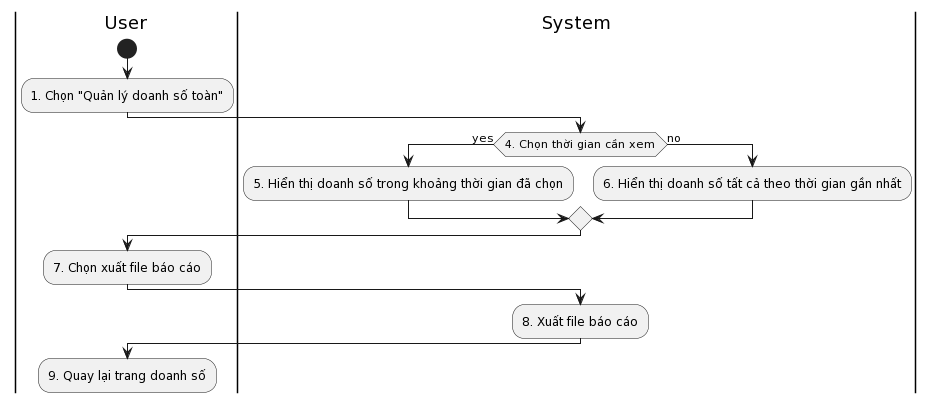 User
System
1. Chọn "Quản lý doanh số toàn"
4. Chọn thời gian cần xem
yes
no
5. Hiển thị doanh số trong khoảng thời gian đã chọn
6. Hiển thị doanh số tất cả theo thời gian gần nhất
7. Chọn xuất file báo cáo
8. Xuất file báo cáo
9. Quay lại trang doanh số